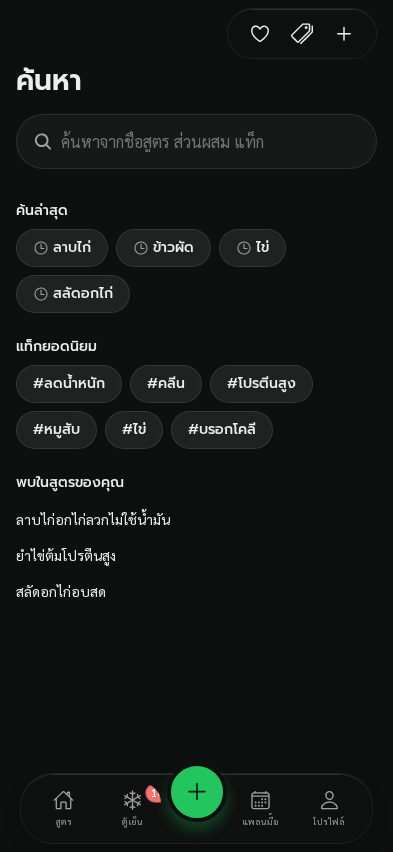 ค้นหา
ค้นหาจากชื่อสูตร ส่วนผสม แท็ก
ค้นล่าสุด
ลาบไก่ ข้าวผัด ไข่
สลัดอกไก่
แท็กยอดนิยม
#ลดน้ำหนัก #คลีน #โปรตีนสูง
#หมูสับ #ไข่ #บรอกโคลี
พบในสูตรของคุณ
ลาบไก่อกไก่ลวกไม่ใช้น้ำมัน
ยำไข่ต้มโปรตีนสูง
สลัดอกไก่อบสด
สูตร ตู้เย็น แพลนมื้อ โปรไฟล์